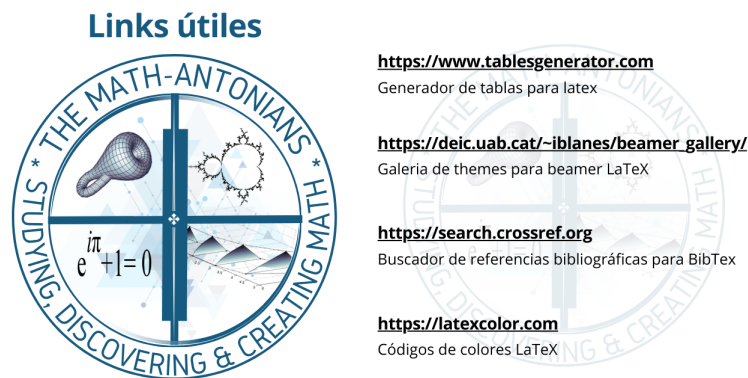 Links útiles
* THE MATH-ANTONIANS *
STUDYING, DISCOVERING & CREATING MATH
e^{iπ}+1=0
https://www.tablesgenerator.com
Generador de tablas para latex
https://deic.uab.cat/~iblanes/beamer_gallery/
Galeria de themes para beamer LaTeX
https://search.crossref.org
Buscador de referencias bibliográficas para BibTex
https://latexcolor.com
Códigos de colores LaTeX